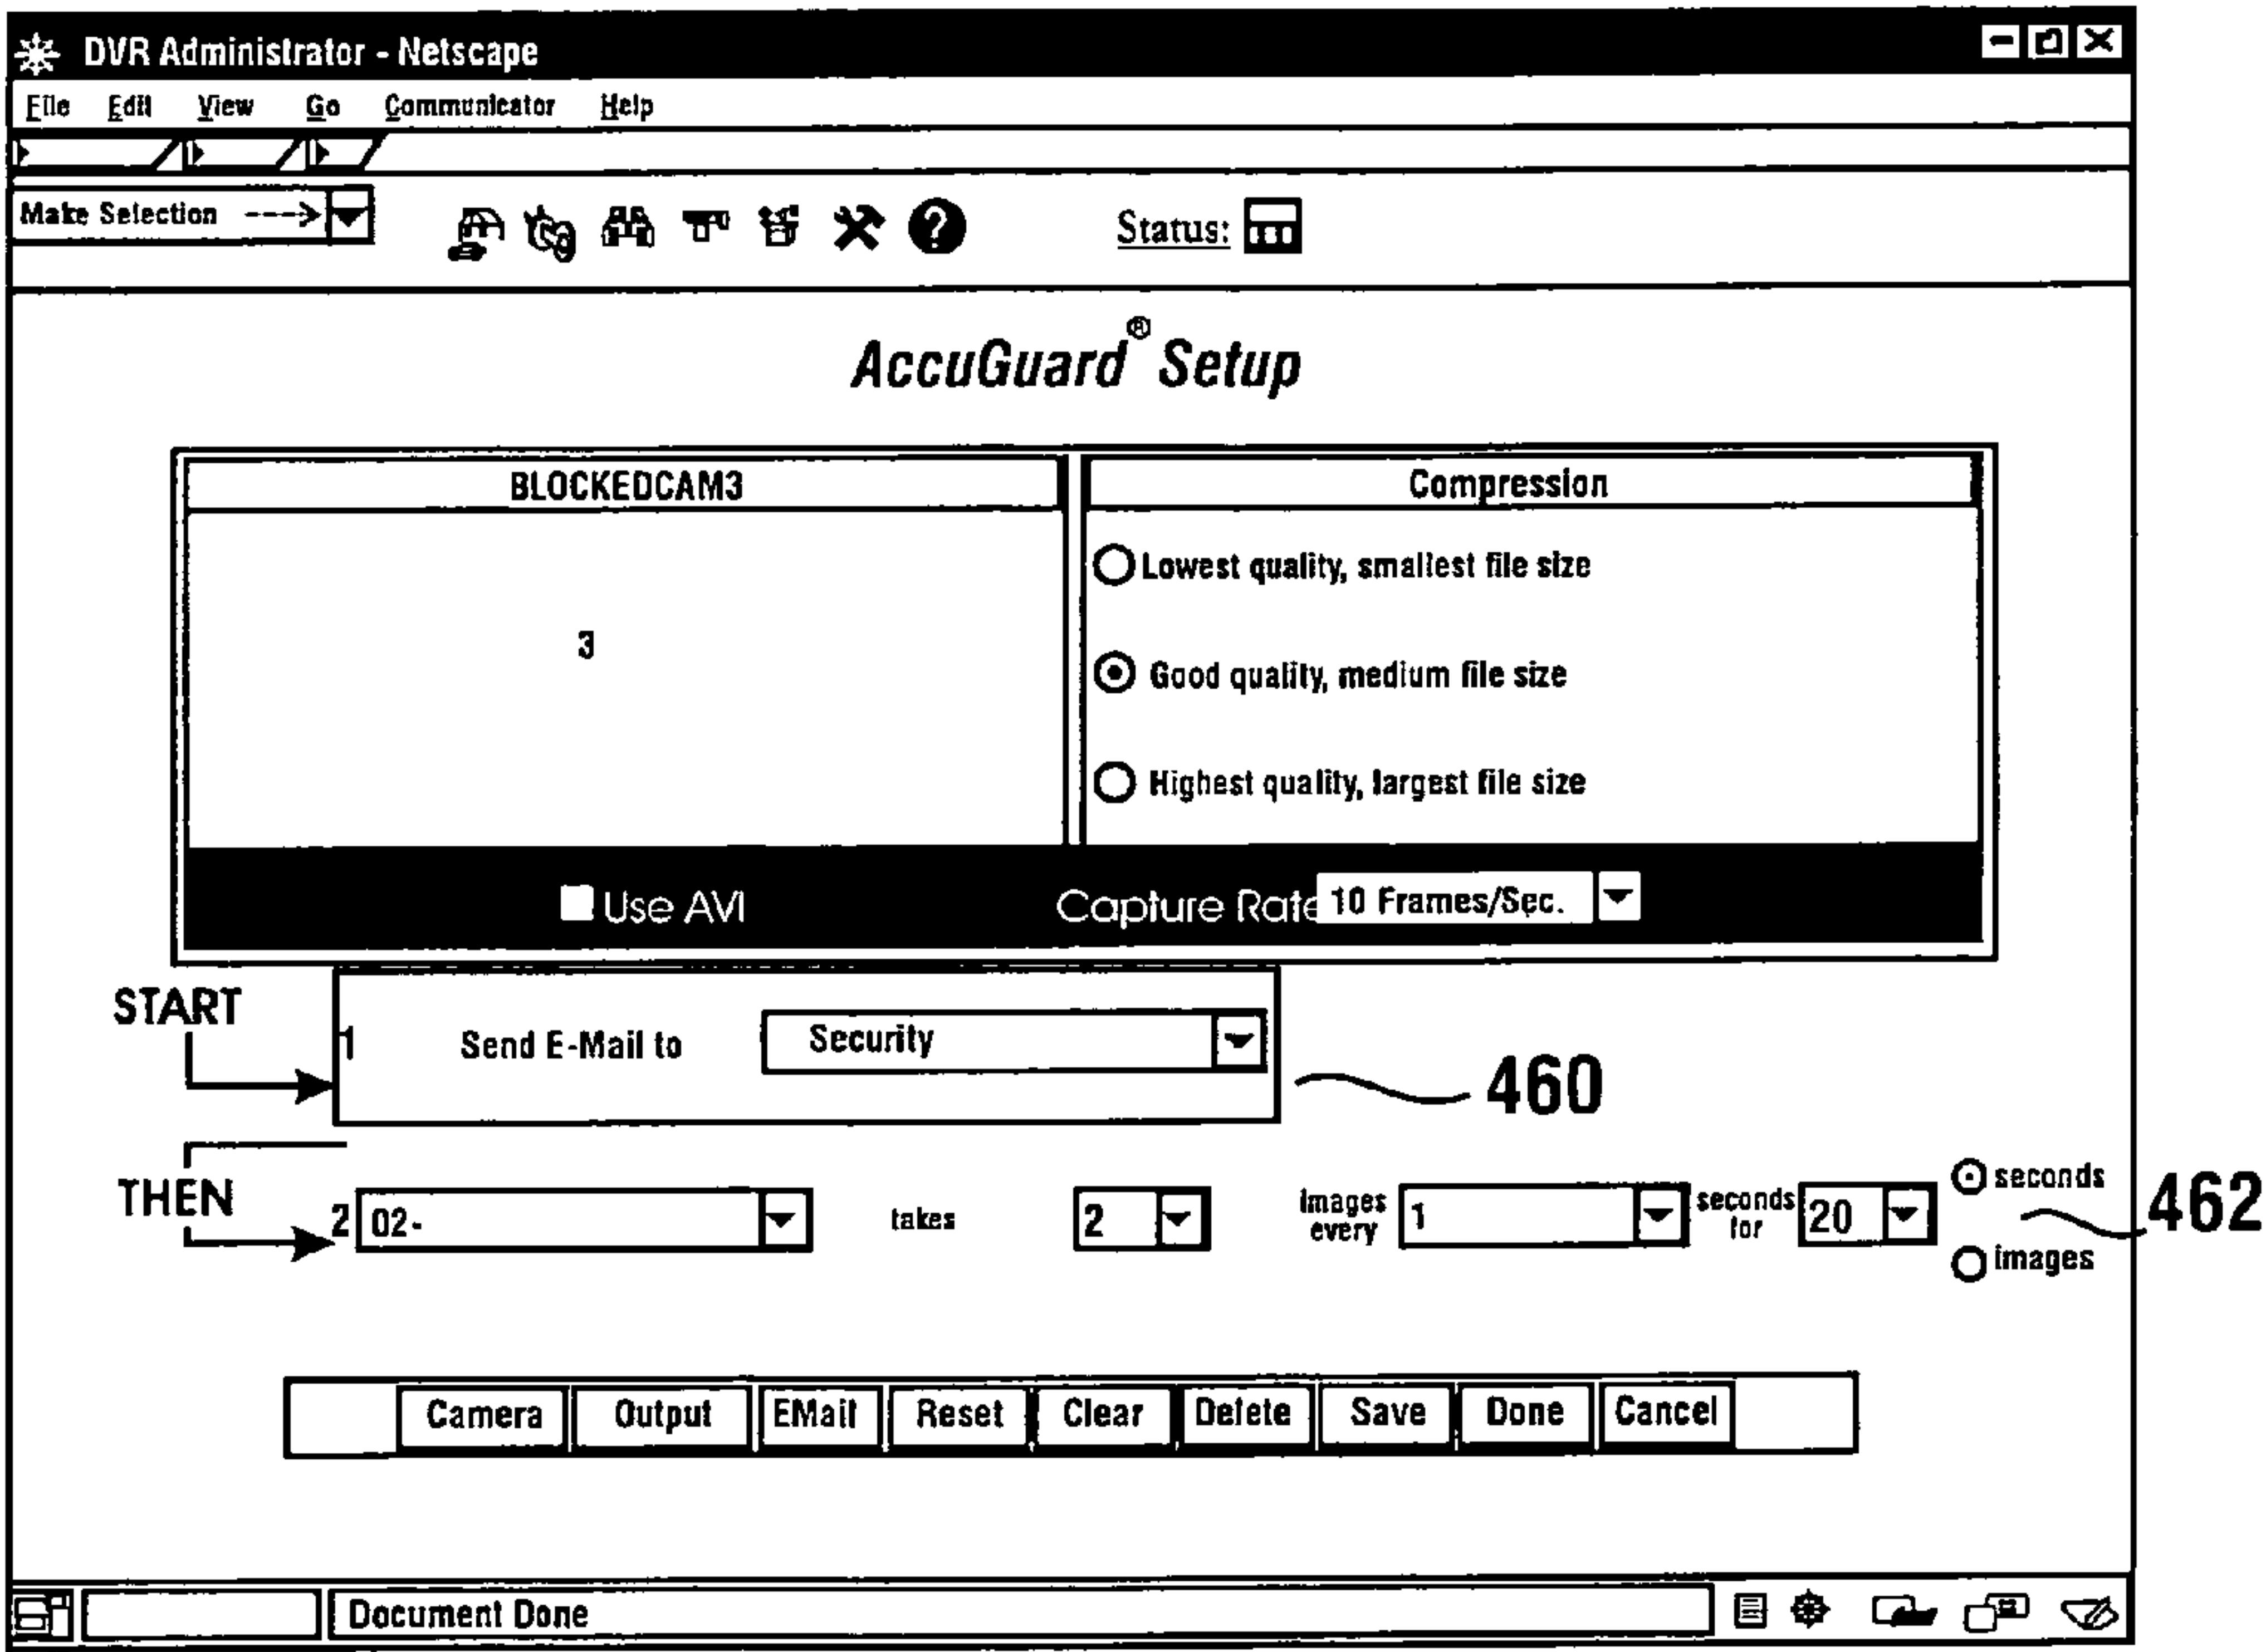 DVR Administrator - Netscape
File Edit View Go Communicator Help
Make Selection --->
? Status:
AccuGuard® Setup
BLOCKEDCAM3 Compression
Lowest quality, smallest file size
3
Good quality, medium file size
Highest quality, largest file size
Use AVI Capture Rate 10 Frames/Sec.
START
1 Send E-Mail to Security
460
THEN
2 02- takes 2 Images every 1 seconds for 20 seconds
images
462
Camera Output EMail Reset Clear Delete Save Done Cancel
Document Done